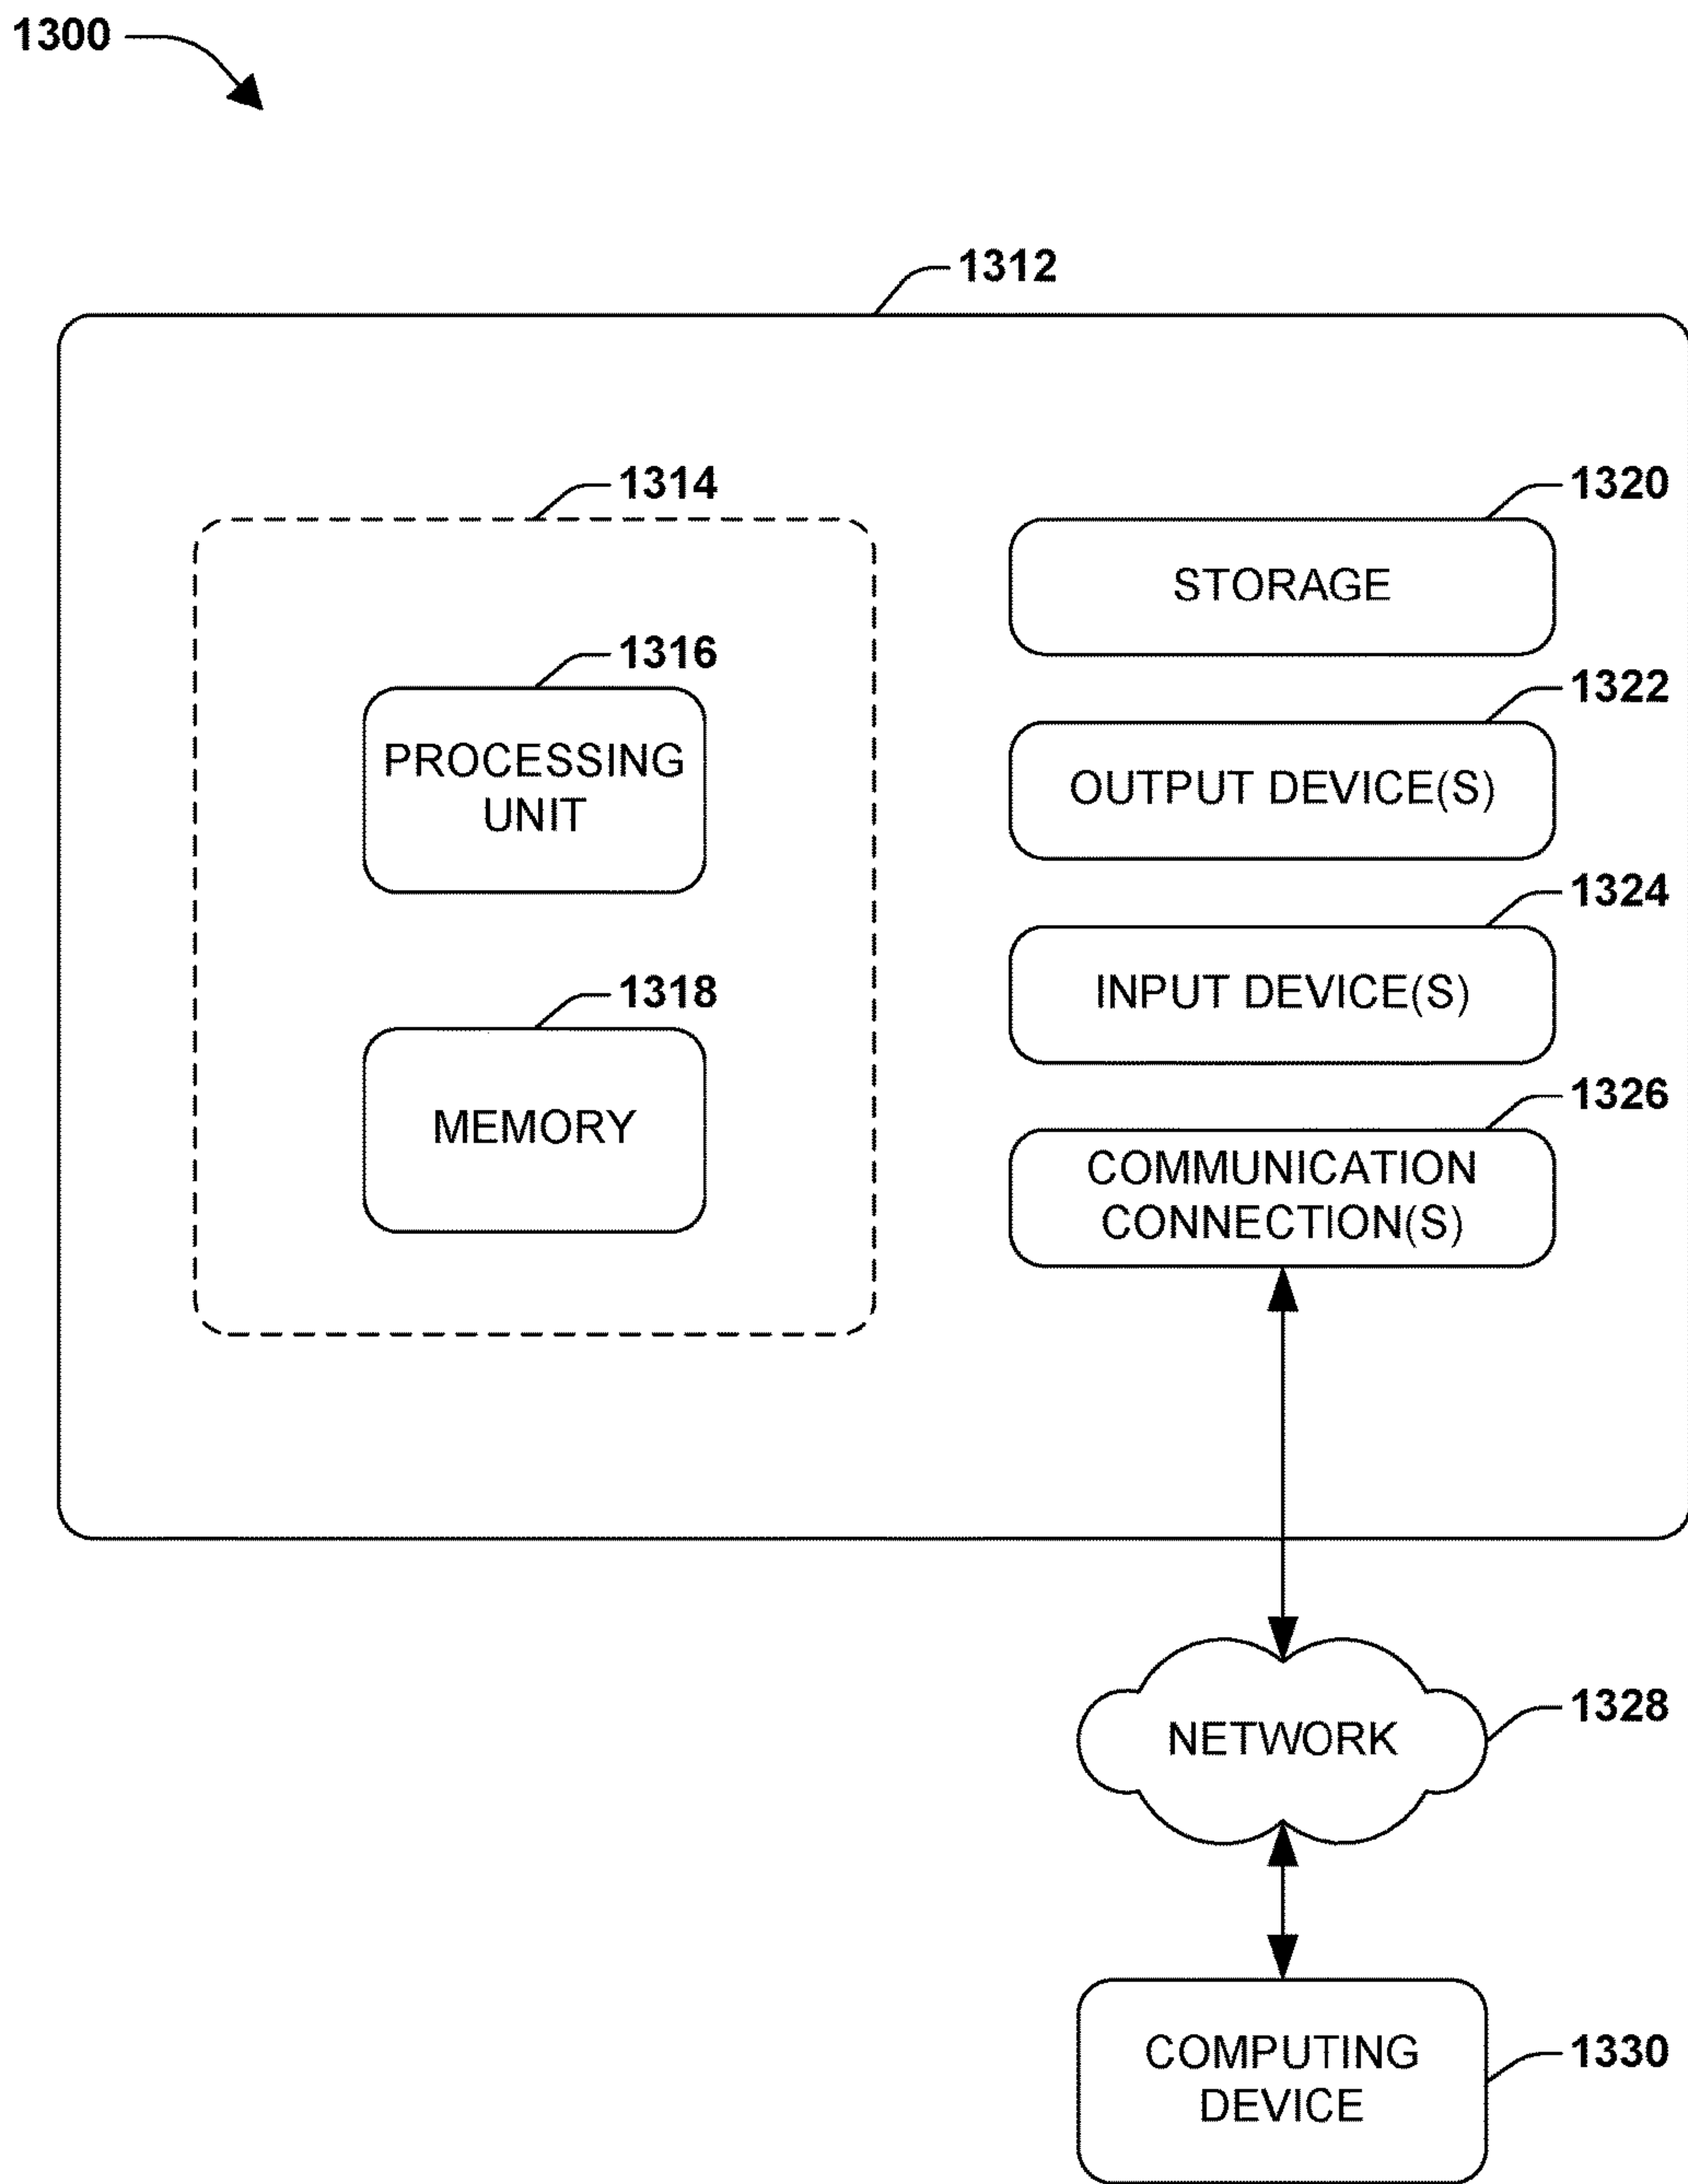 1300
1312
1314
1320
STORAGE
1316
1322
PROCESSING
UNIT
OUTPUT DEVICE(S)
1324
1318
INPUT DEVICE(S)
1326
MEMORY
COMMUNICATION
CONNECTION(S)
1328
NETWORK
1330
COMPUTING
DEVICE